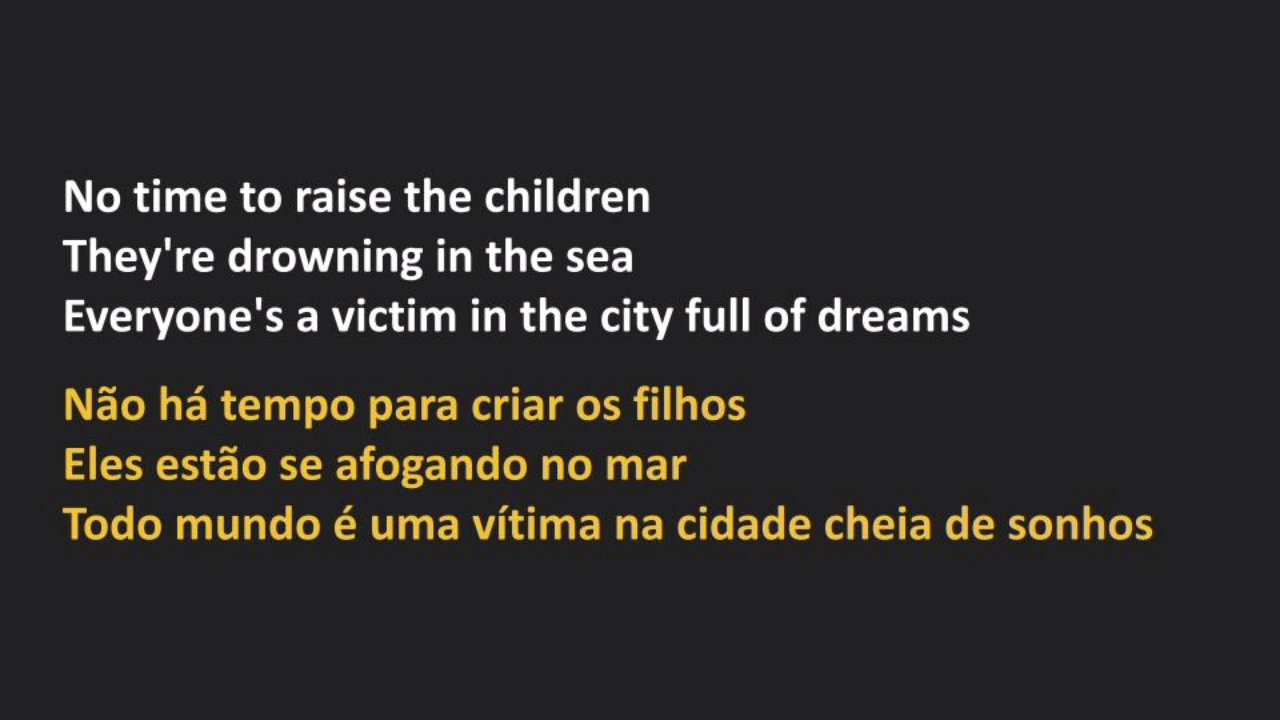 No time to raise the children
They're drowning in the sea
Everyone's a victim in the city full of dreams
Não há tempo para criar os filhos
Eles estão se afogando no mar
Todo mundo é uma vítima na cidade cheia de sonhos